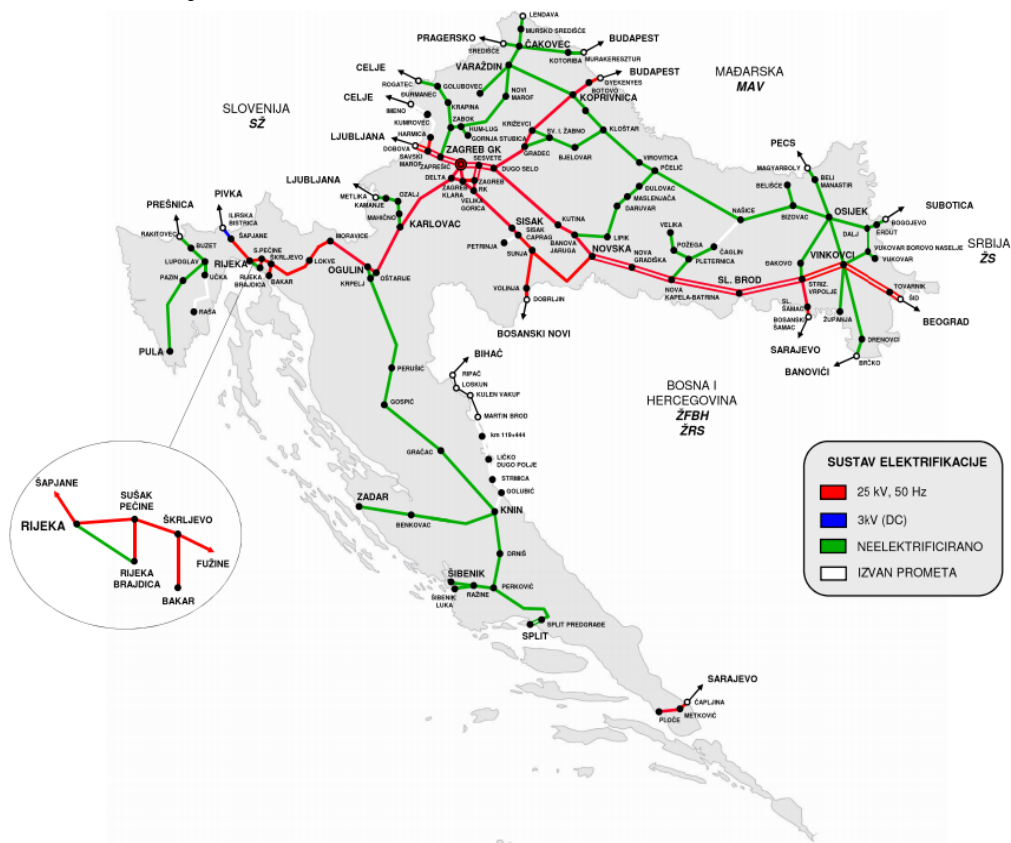 LENDAVA
MURSKO SREDIŠĆE
PRAGERSKO
SREDIŠĆE
ČAKOVEC
BUDAPEST
KOTORIBA
MURAKERESZTUR
CELJE
VARAŽDIN
BUDAPEST
MAĐARSKA
MAV
ROGATEC
ĐURMANEC
GOLUBOVEC
NOVI
MAROF
GYEKENYES
BOTOVO
KOPRIVNICA
SLOVENIJA
SŽ
CELJE
IMENO
KUMROVEC
KRAPINA
ZABOK
HUM-LUG
GORNJA STUBICA
KRIŽEVCI
SV. I. ŽABNO
KLOŠTAR
HARMICA
LJUBLJANA
DOBOVA
SAVSKI
MAROF
ZAPREŠIĆ
ZAGREB GK
SESVETE
DUGO SELO
GRADEC
BJELOVAR
PECS
MAGYARBOLY
VIROVITICA
PČELIĆ
DELTA
ZAGREB
KLARA
ZAGREB
RK
VELIKA
GORICA
LJUBLJANA
METLIKA
KAMANJE
OZALJ
MAHIČNO
ĐULOVAC
MASLENJAČA
DARUVAR
BELIŠĆE
BELI
MANASTIR
PIVKA
PREŠNICA
ILIRSKA
BISTRICA
ŠAPJANE
RAKITOVEC
BUZET
LUPOGLAV
PAZIN
UČKA
RAŠA
PULA
S.PEĆINE
RIJEKA
ŠKRLJEVO
RIJEKA
BRAJDICA
BAKAR
LOKVE
MORAVICE
KARLOVAC
OGULIN
OŠTARIJE
KRPELJ
SISAK
SISAK
CAPRAG
PETRINJA
SUNJA
KUTINA
BANOVA
JARUGA
LIPIK
NOVSKA
NOVA
GRADIŠKA
VELIKA
POŽEGA
PLETERNICA
ČAGLIN
NAŠICE
BIZOVAC
OSIJEK
SUBOTICA
BOGOJEVO
ERDUT
DALJ
VUKOVAR BOROVO NASELJE
VUKOVAR
SRBIJA
ŽS
ĐAKOVO
VINKOVCI
SL. BROD
NOVA
KAPELA-BATRINA
STRIZ.
VRPOLJE
TOVARNIK
ŠID
BEOGRAD
SL.
ŠAMAC
BOSANSKI
ŠAMAC
ŽUPANJA
DRENOVCI
SARAJEVO
BRČKO
BANOVIĆI
VOLINJA
DOBRLJIN
BOSANSKI NOVI
BIHAĆ
RIPAČ
LOSKUN
KULEN VAKUF
MARTIN BROD
km 119+444
LIČKO
DUGO POLJE
STRMICA
GOLUBIĆ
BOSNA I
HERCEGOVINA
ŽFBH
ŽRS
PERUŠIĆ
GOSPIĆ
GRAČAC
ZADAR
BENKOVAC
KNIN
DRNIŠ
ŠIBENIK
ŠIBENIK
LUKA
RAŽINE
PERKOVIĆ
SPLIT PREDGRAĐE
SPLIT
SARAJEVO
ČAPLJINA
METKOVIĆ
PLOČE
ŠAPJANE
RIJEKA
SUŠAK
PEĆINE
ŠKRLJEVO
RIJEKA
BRAJDICA
FUŽINE
BAKAR
SUSTAV ELEKTRIFIKACIJE
25 kV, 50 Hz
3kV (DC)
NEELEKTRIFICIRANO
IZVAN PROMETA